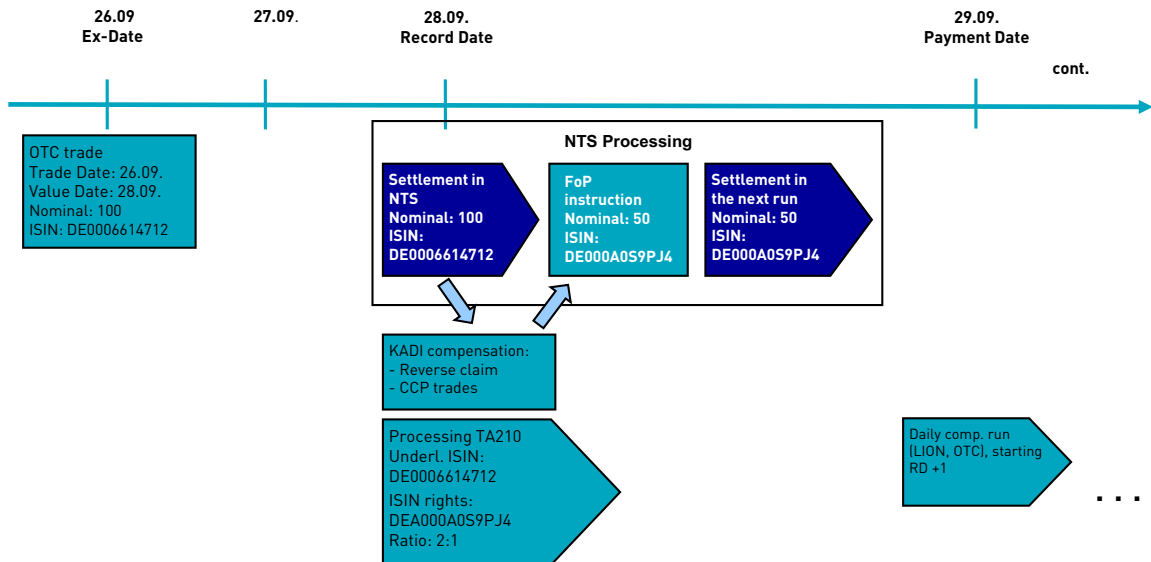 26.09
Ex-Date
27.09.
28.09.
Record Date
29.09.
Payment Date
cont.
OTC trade
Trade Date: 26.09.
Value Date: 28.09.
Nominal: 100
ISIN: DE0006614712
NTS Processing
Settlement in
NTS
Nominal: 100
ISIN:
DE0006614712
FoP
instruction
Nominal: 50
ISIN:
DE000A0S9PJ4
Settlement in
the next run
Nominal: 50
ISIN:
DE000A0S9PJ4
KADI compensation:
- Reverse claim
- CCP trades
Processing TA210
Underl. ISIN:
DE0006614712
ISIN rights:
DEA000A0S9PJ4
Ratio: 2:1
Daily comp. run
(LION, OTC), starting
RD +1
. . .